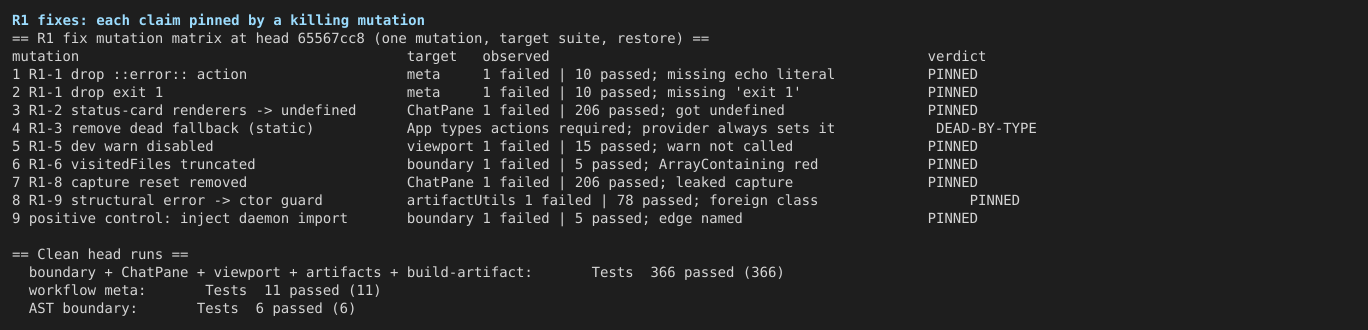 R1 fixes: each claim pinned by a killing mutation
== R1 fix mutation matrix at head 65567cc8 (one mutation, target suite, restore) ==
mutation target observed verdict
1 R1-1 drop ::error:: action meta 1 failed | 10 passed; missing echo literal PINNED
2 R1-1 drop exit 1 meta 1 failed | 10 passed; missing 'exit 1' PINNED
3 R1-2 status-card renderers -> undefined ChatPane 1 failed | 206 passed; got undefined PINNED
4 R1-3 remove dead fallback (static) App types actions required; provider always sets it DEAD-BY-TYPE
5 R1-5 dev warn disabled viewport 1 failed | 15 passed; warn not called PINNED
6 R1-6 visitedFiles truncated boundary 1 failed | 5 passed; ArrayContaining red PINNED
7 R1-8 capture reset removed ChatPane 1 failed | 206 passed; leaked capture PINNED
8 R1-9 structural error -> ctor guard artifactUtils 1 failed | 78 passed; foreign class PINNED
9 positive control: inject daemon import boundary 1 failed | 5 passed; edge named PINNED
== Clean head runs ==
boundary + ChatPane + viewport + artifacts + build-artifact: Tests 366 passed (366)
workflow meta: Tests 11 passed (11)
AST boundary: Tests 6 passed (6)